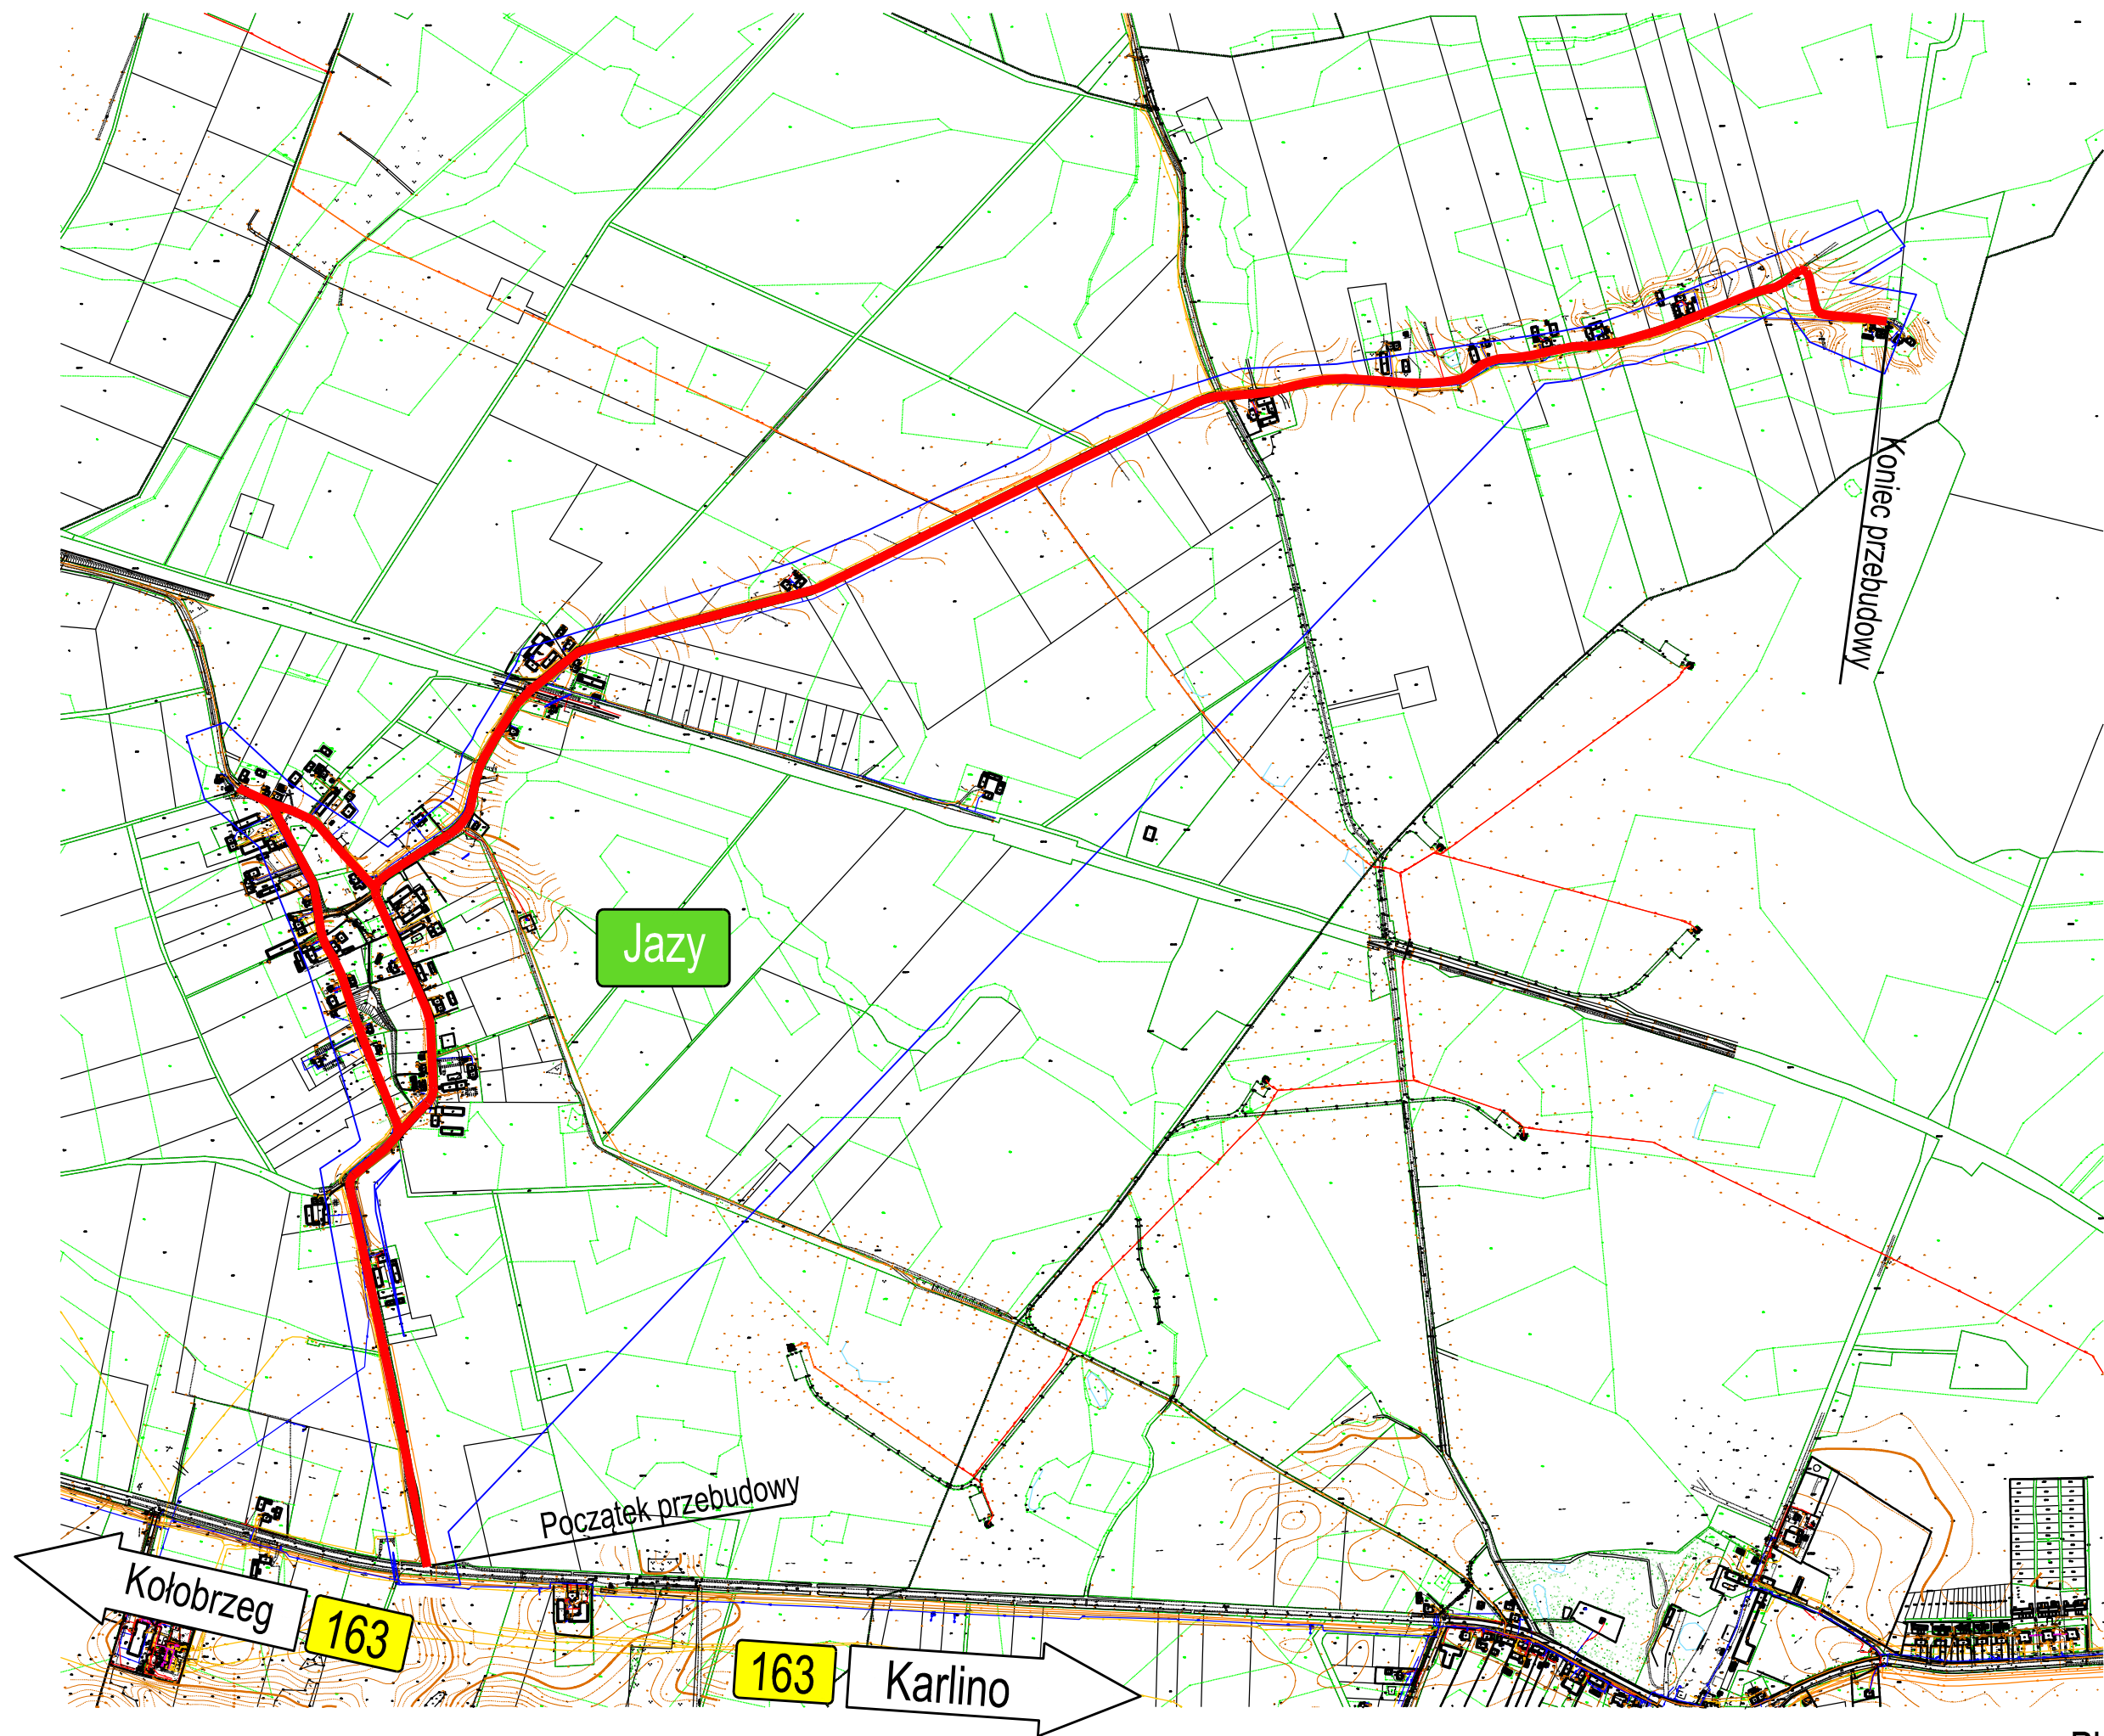 Koniec przebudowy
Jazy
Początek przebudowy
Kołobrzeg
163
163
Karlino